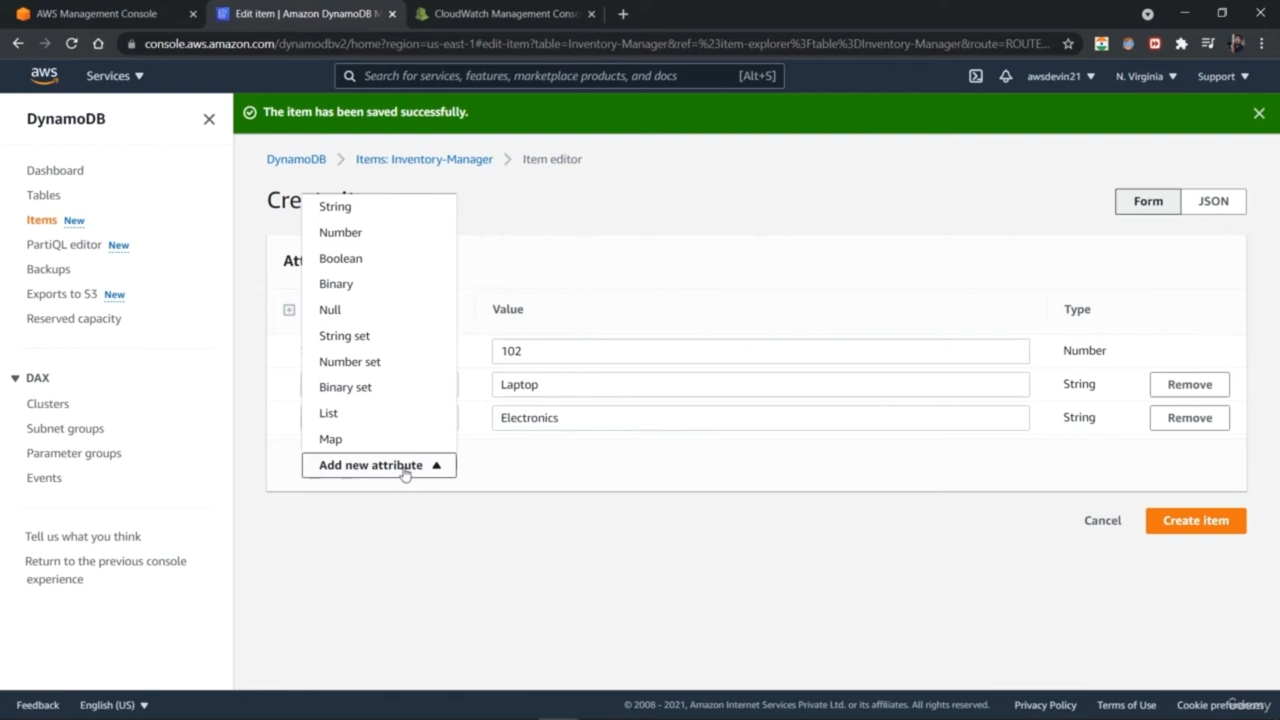 AWS Management Console
Edit item | Amazon DynamoDB M
CloudWatch Management Cons
console.aws.amazon.com/dynamodbv2/home?region=us-east-1#edit-item?table=Inventory-Manager&ref=%23item-explorer%3Ftable%3DInventory-Manager&route=ROUTE...
aws
Services
Search for services, features, marketplace products, and docs
[Alt+S]
awsdevin21
N. Virginia
Support
DynamoDB
The item has been saved successfully.
Dashboard
Tables
Items New
PartiQL editor New
Backups
Exports to S3 New
Reserved capacity
DAX
Clusters
Subnet groups
Parameter groups
Events
Tell us what you think
Return to the previous console
experience
DynamoDB
Items: Inventory-Manager
Item editor
Form
JSON
String
Number
Boolean
Binary
Null
String set
Number set
Binary set
List
Map
Add new attribute
Value
Type
102
Number
Laptop
String
Remove
Electronics
String
Remove
Cancel
Create item
Feedback
English (US)
© 2008 - 2021, Amazon Internet Services Private Ltd. or its affiliates. All rights reserved.
Privacy Policy
Terms of Use
Cookie preferences
Udemy